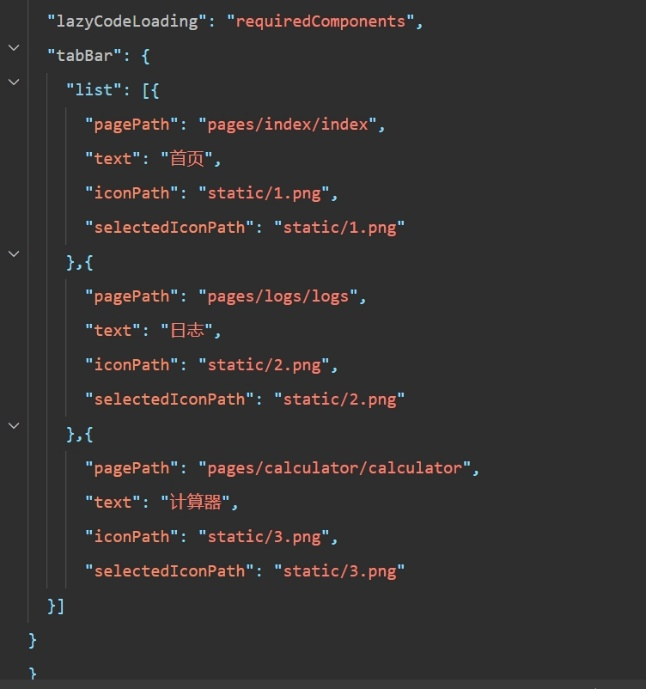 "lazyCodeLoading": "requiredComponents",
"tabBar": {
"list": [{
"pagePath": "pages/index/index",
"text": "首页",
"iconPath": "static/1.png",
"selectedIconPath": "static/1.png"
},{
"pagePath": "pages/logs/logs",
"text": "日志",
"iconPath": "static/2.png",
"selectedIconPath": "static/2.png"
},{
"pagePath": "pages/calculator/calculator",
"text": "计算器",
"iconPath": "static/3.png",
"selectedIconPath": "static/3.png"
}]
}
}